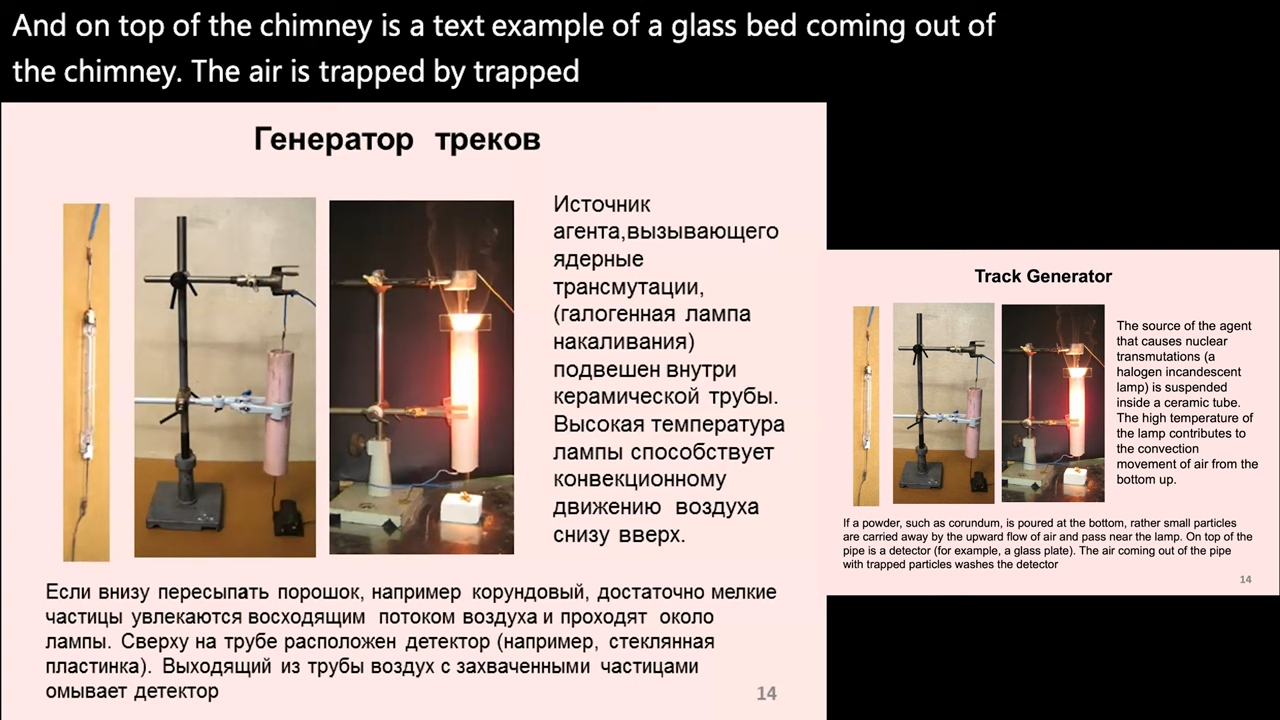 And on top of the chimney is a text example of a glass bed coming out of
the chimney. The air is trapped by trapped
Генератор треков
Источник
агента,вызывающего
ядерные
трансмутации,
(галогенная лампа
накаливания)
подвешен внутри
керамической трубы.
Высокая температура
лампы способствует
конвекционному
движению воздуха
снизу вверх.
Если внизу пересыпать порошок, например корундовый, достаточно мелкие
частицы увлекаются восходящим потоком воздуха и проходят около
лампы. Сверху на трубе расположен детектор (например, стеклянная
пластинка). Выходящий из трубы воздух с захваченными частицами
омывает детектор
14
Track Generator
The source of the agent
that causes nuclear
transmutations (a
halogen incandescent
lamp) is suspended
inside a ceramic tube.
The high temperature of
the lamp contributes to
the convection
movement of air from the
bottom up.
If a powder, such as corundum, is poured at the bottom, rather small particles
are carried away by the upward flow of air and pass near the lamp. On top of the
pipe is a detector (for example, a glass plate). The air coming out of the pipe
with trapped particles washes the detector
14